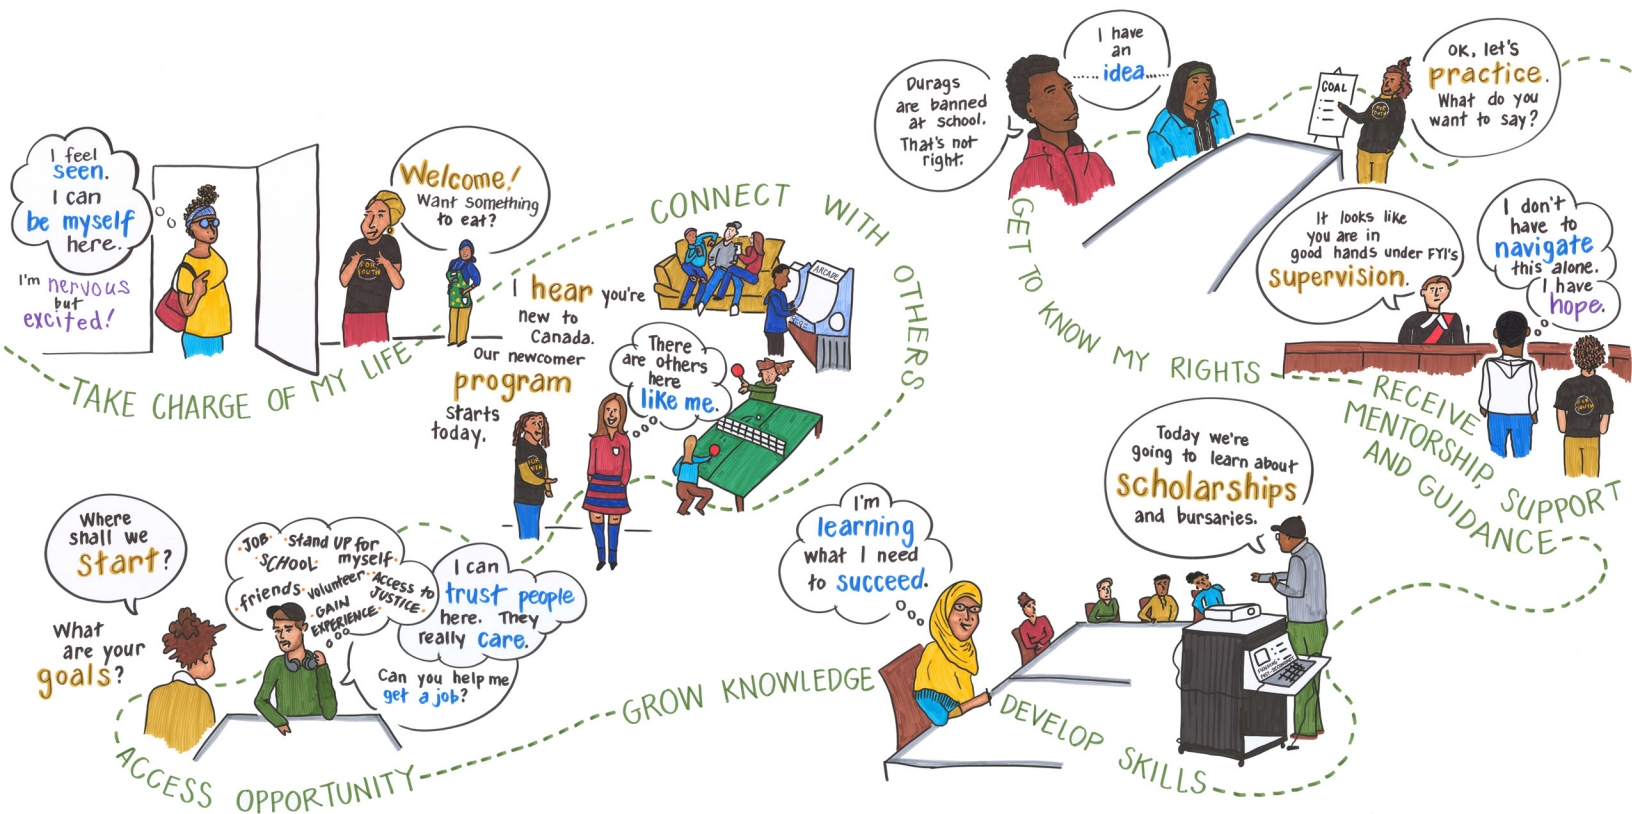 I feel
seen.
I can
be myself
here.
I'm nervous
but
excited!
Welcome!
Want something
to eat?
FOR
YOUTH
TAKE CHARGE OF MY LIFE
CONNECT WITH
OTHERS
I hear you're
new to
Canada.
Our newcomer
program
starts
today.
There
are others
here
like me.
ARCADE
Where
shall we
start?
What
are your
goals?
JOB. Stand UP for
SCHOOL. myself.
friends. volunteer. Access to
GAIN JUSTICE.
EXPERIENCE.
I can
trust people
here. They
really care.
Can you help me
get a job?
ACCESS OPPORTUNITY
GROW KNOWLEDGE
I'm
learning
what I need
to succeed.
DEVELOP SKILLS
Today we're
going to learn about
scholarships
and bursaries.
Durags
are banned
at school.
That's not
right.
I have
an
idea....
GOAL
OK, let's
practice.
What do you
want to say?
FOR
YOUTH
GET TO KNOW MY RIGHTS
It looks like
you are in
good hands under FYI's
supervision.
I don't
have to
navigate
this alone.
I have
hope.
FOR
YOUTH
RECEIVE
MENTORSHIP, SUPPORT
AND GUIDANCE